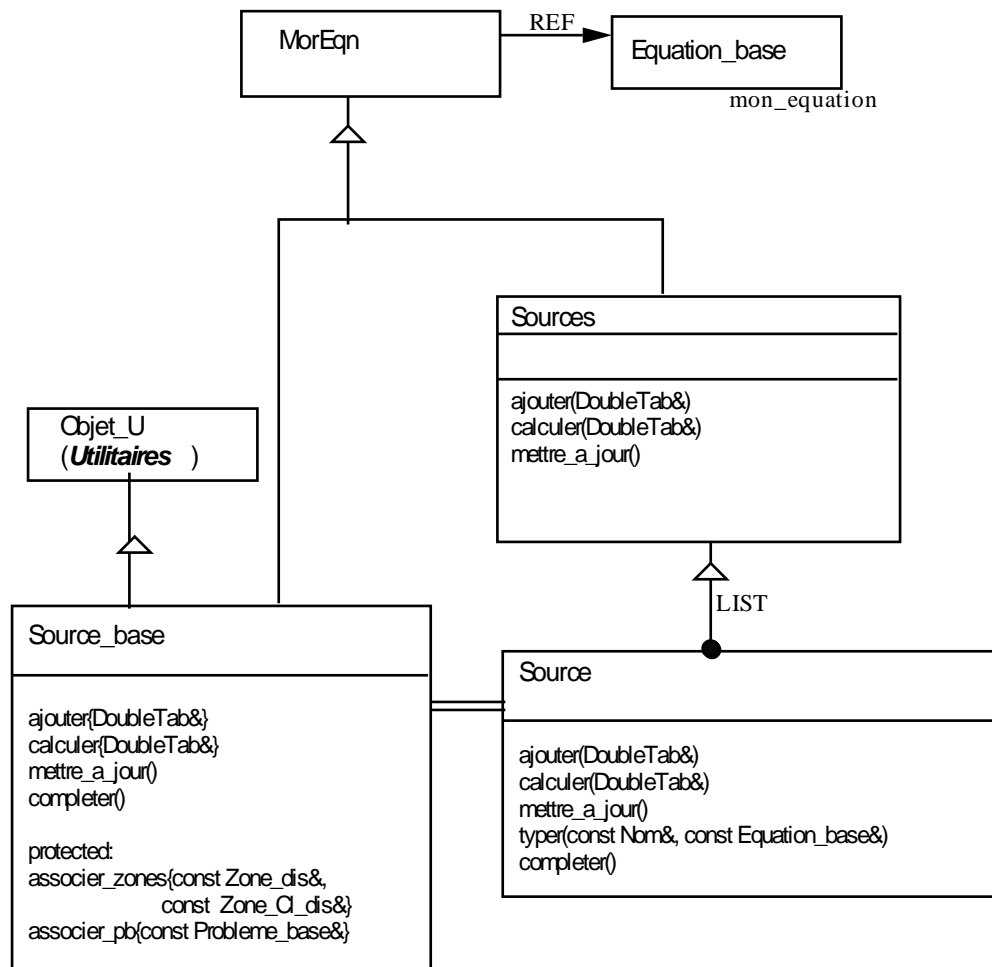 MorEqn
REF
Equation_base
mon_equation
Sources
ajouter(DoubleTab&)
calculer(DoubleTab&)
mettre_a_jour()
Objet_U
(Utilitaires )
LIST
Source_base
ajouter{DoubleTab&}
calculer{DoubleTab&}
mettre_a_jour()
completer()
protected:
associer_zones{const Zone_dis&,
const Zone_Cl_dis&}
associer_pb{const Probleme_base&}
Source
ajouter(DoubleTab&)
calculer(DoubleTab&)
mettre_a_jour()
typer(const Nom&, const Equation_base&)
completer()